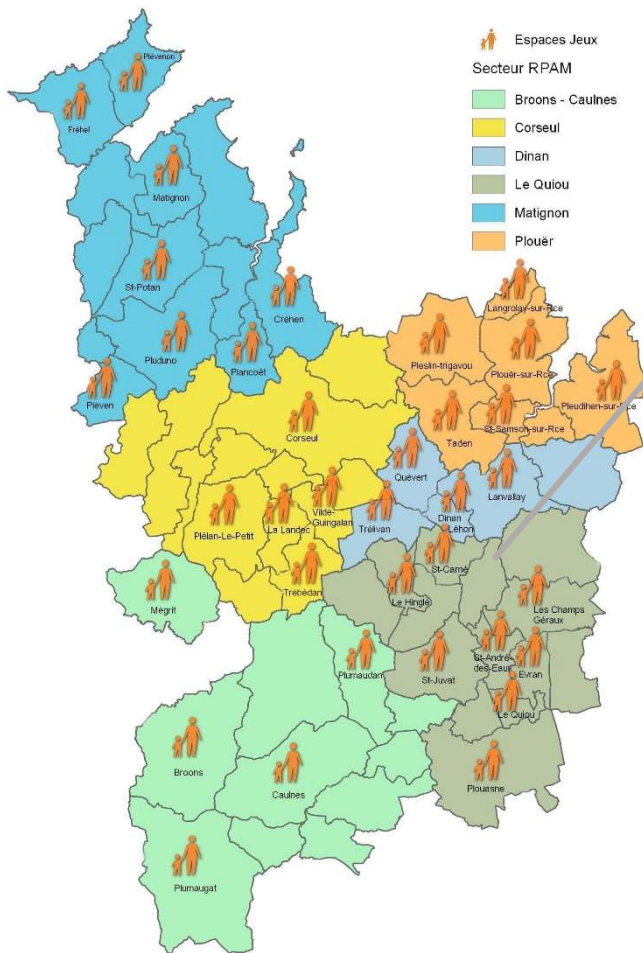 Espaces Jeux
Secteur RPAM
Broons - Caulnes
Corseul
Dinan
Le Quiou
Matignon
Plouër
Plévenon
Fréhel
Matignon
St-Potan
Créhen
Pluduno
Plancoët
Pléven
Langrolay-sur-Rce
Pleslin-trigavou
Plouër-sur-Rce
Pleudihen-sur-Rce
St-Samson-sur-Rce
Taden
Corseul
Quévert
Lanvallay
Dinan
Léhon
Trélivan
Vildé-
Guingalan
La Landec
Plélan-Le-Petit
Trébédan
St-Carné
Le Hinglé
Les Champs
Géraux
Mégrit
St-André-
des-Eaux
Evran
St-Juvat
Plumaudan
Le Quiou
Broons
Caulnes
Plouasne
Plumaugat